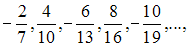 -2/7, 4/10, -6/13, 8/16, -10/19, ...,